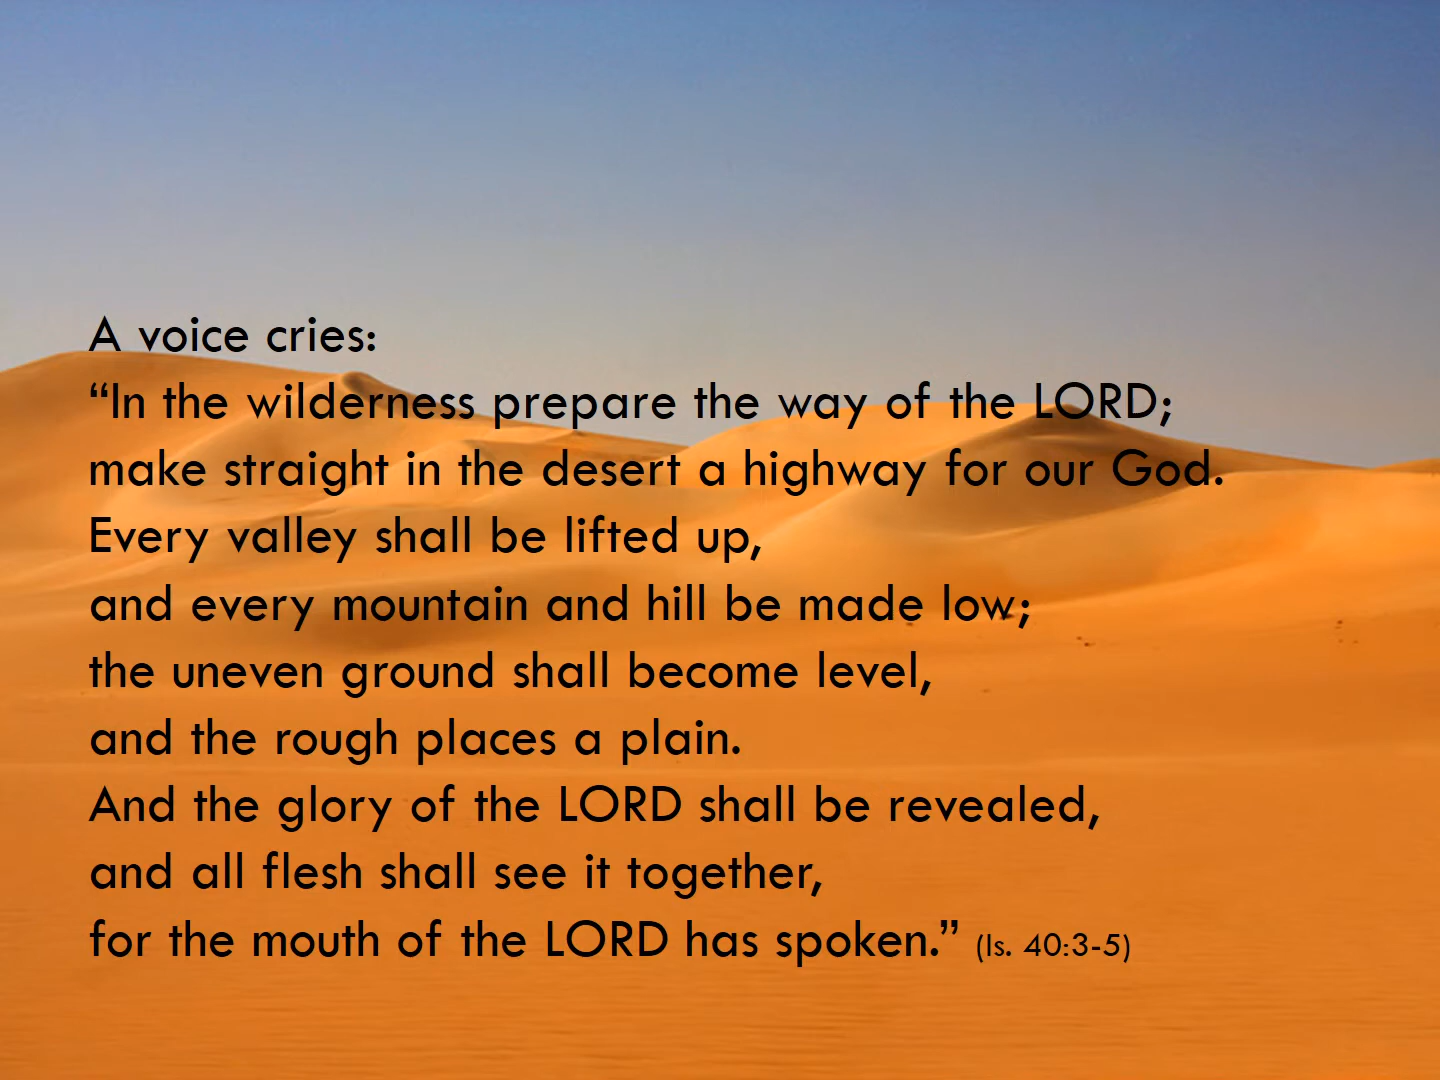 A voice cries:
“In the wilderness prepare the way of the LORD;
make straight in the desert a highway for our God.
Every valley shall be lifted up,
and every mountain and hill be made low;
the uneven ground shall become level,
and the rough places a plain.
And the glory of the LORD shall be revealed,
and all flesh shall see it together,
for the mouth of the LORD has spoken.” (Is. 40:3-5)